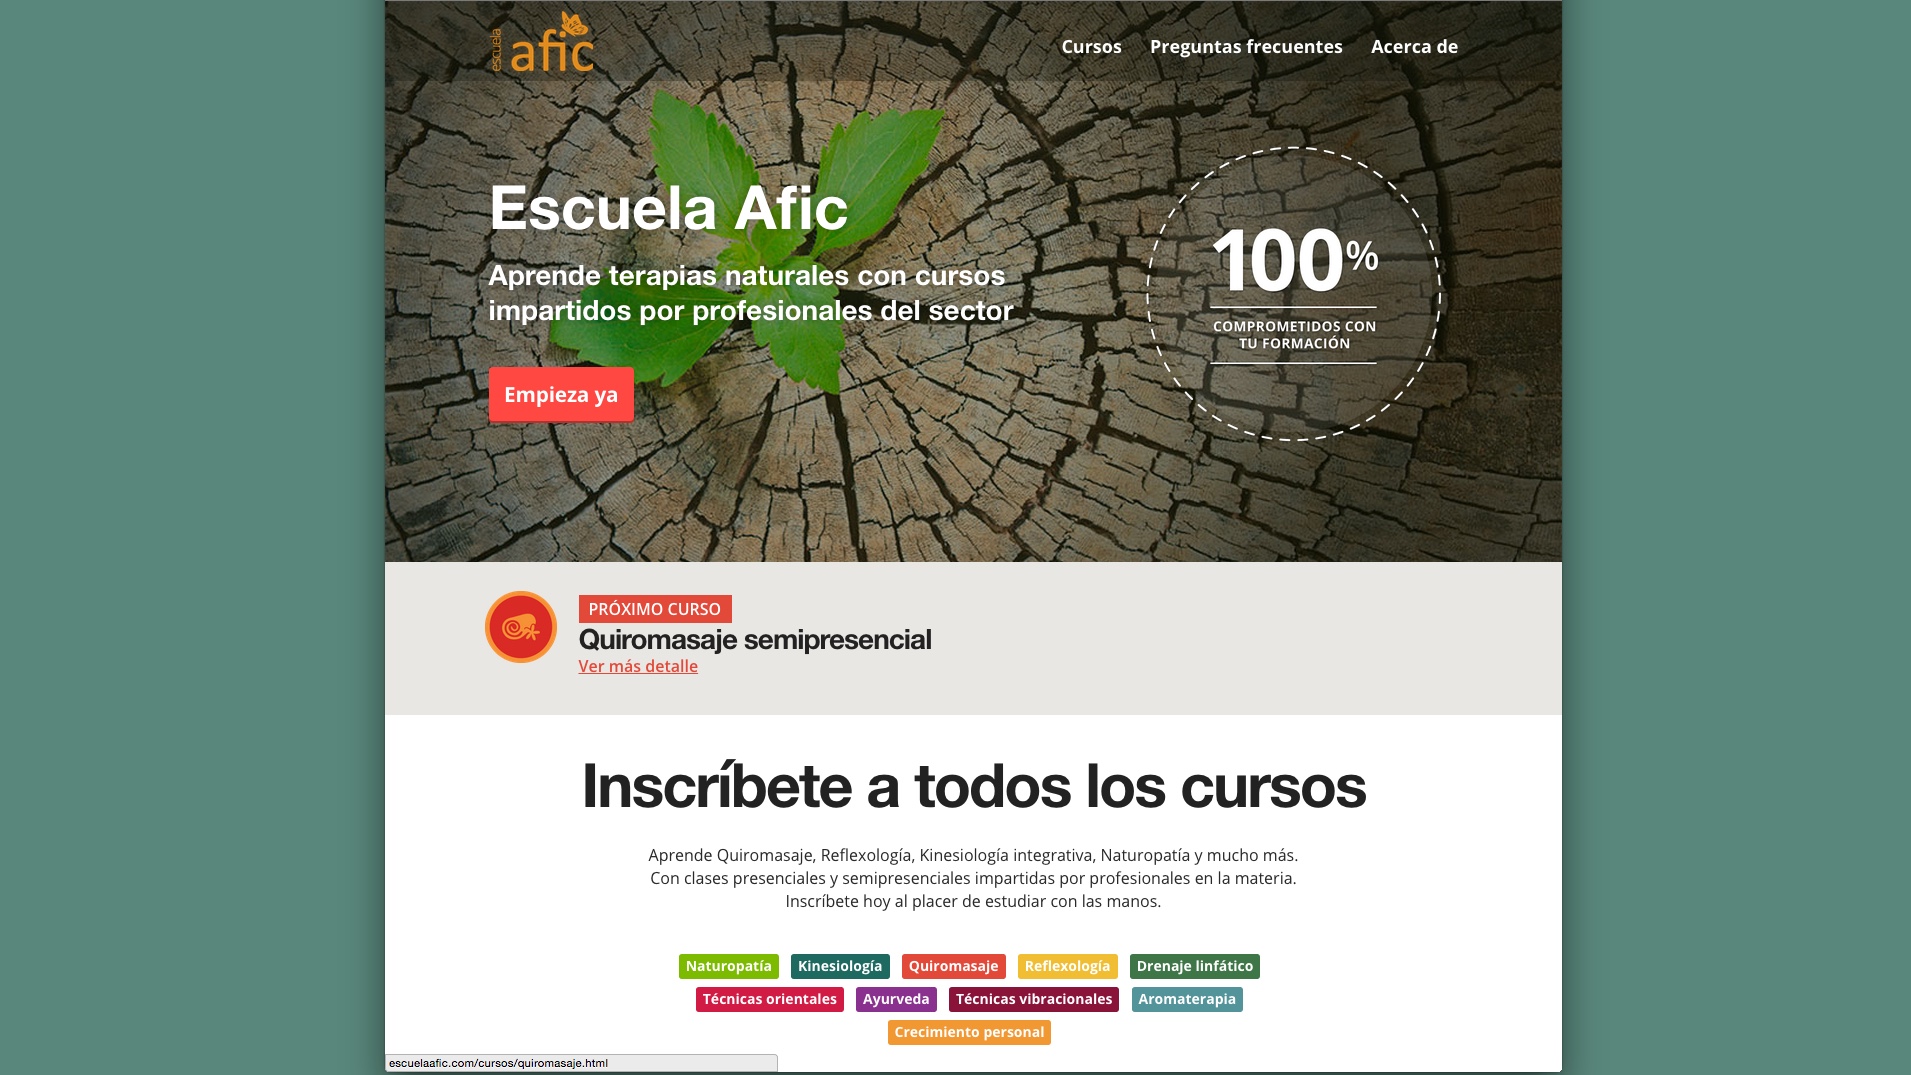 escuela
afic
Cursos Preguntas frecuentes Acerca de
Escuela Afic
Aprende terapias naturales con cursos
impartidos por profesionales del sector
Empieza ya
100%
COMPROMETIDOS CON
TU FORMACIÓN
PRÓXIMO CURSO
Quiromasaje semipresencial
Ver más detalle
Inscríbete a todos los cursos
Aprende Quiromasaje, Reflexología, Kinesiología integrativa, Naturopatía y mucho más.
Con clases presenciales y semipresenciales impartidas por profesionales en la materia.
Inscríbete hoy al placer de estudiar con las manos.
Naturopatía Kinesiología Quiromasaje Reflexología Drenaje linfático
Técnicas orientales Ayurveda Técnicas vibracionales Aromaterapia
Crecimiento personal
escuelaafic.com/cursos/quiromasaje.html